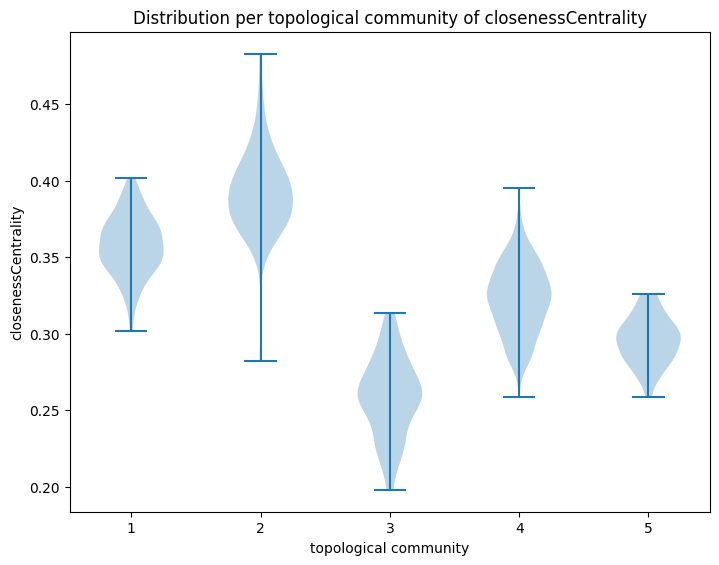 Distribution per topological community of closenessCentrality
closenessCentrality
0.45
0.40
0.35
0.30
0.25
0.20
1 2 3 4 5
topological community